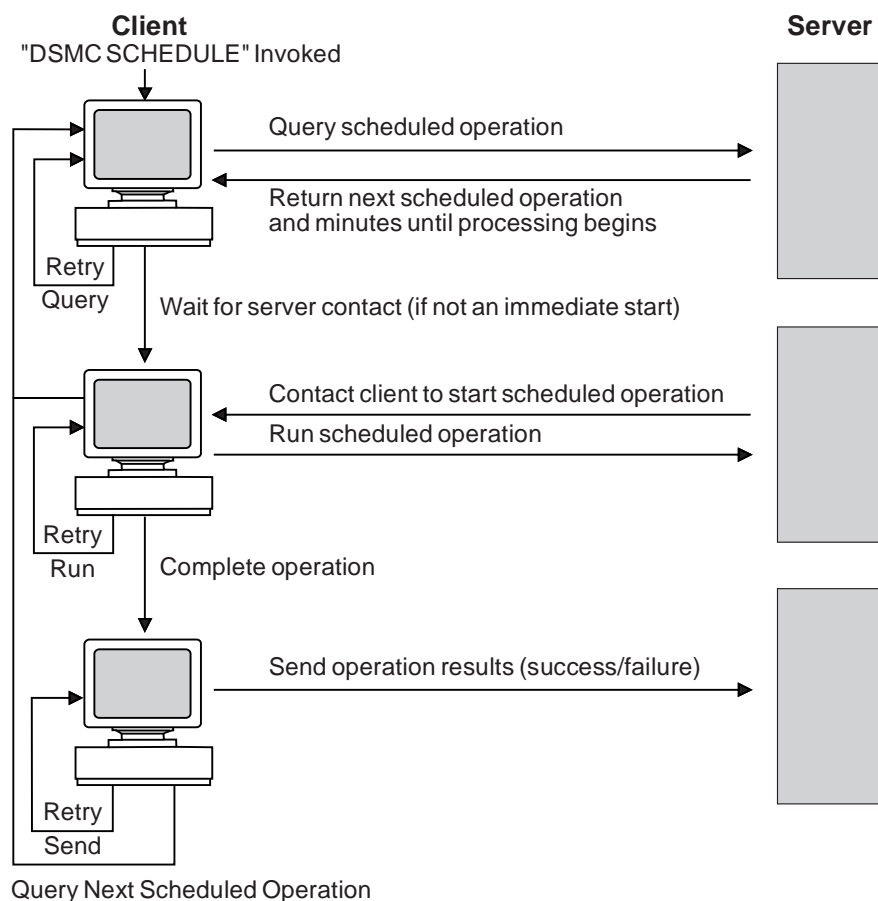 Client
Server
"DSMC SCHEDULE" Invoked
Query scheduled operation
Return next scheduled operation
and minutes until processing begins
Retry
Query
Wait for server contact (if not an immediate start)
Contact client to start scheduled operation
Run scheduled operation
Retry
Run
Complete operation
Send operation results (success/failure)
Retry
Send
Query Next Scheduled Operation